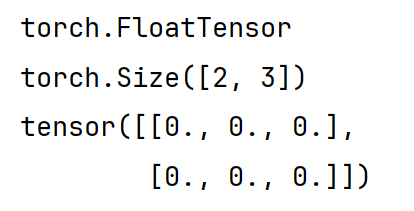 torch.FloatTensor
torch.Size([2, 3])
tensor([[0., 0., 0.],
        [0., 0., 0.]])